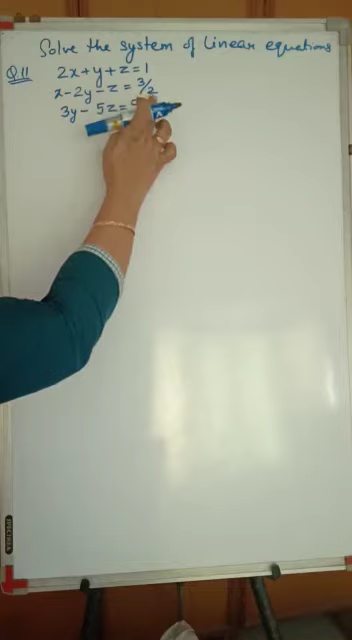 Solve the system of linear equations
Q11 2x+y+z=1
x-2y-z=3/2
3y-5z=